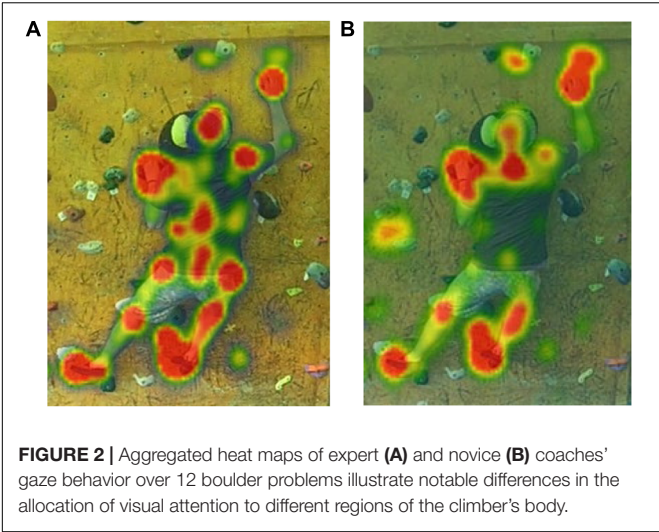 A B
FIGURE 2 | Aggregated heat maps of expert (A) and novice (B) coaches'
gaze behavior over 12 boulder problems illustrate notable differences in the
allocation of visual attention to different regions of the climber's body.